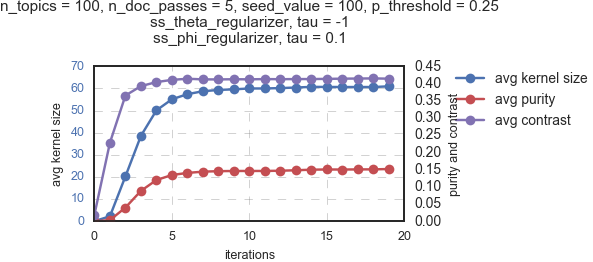 n_topics = 100, n_doc_passes = 5, seed_value = 100, p_threshold = 0.25
ss_theta_regularizer, tau = -1
ss_phi_regularizer, tau = 0.1
70
60
50
40
30
20
10
0
avg kernel size
0.45
0.40
0.35
0.30
0.25
0.20
0.15
0.10
0.05
0.00
purity and contrast
avg kernel size
avg purity
avg contrast
0
5
10
15
20
iterations